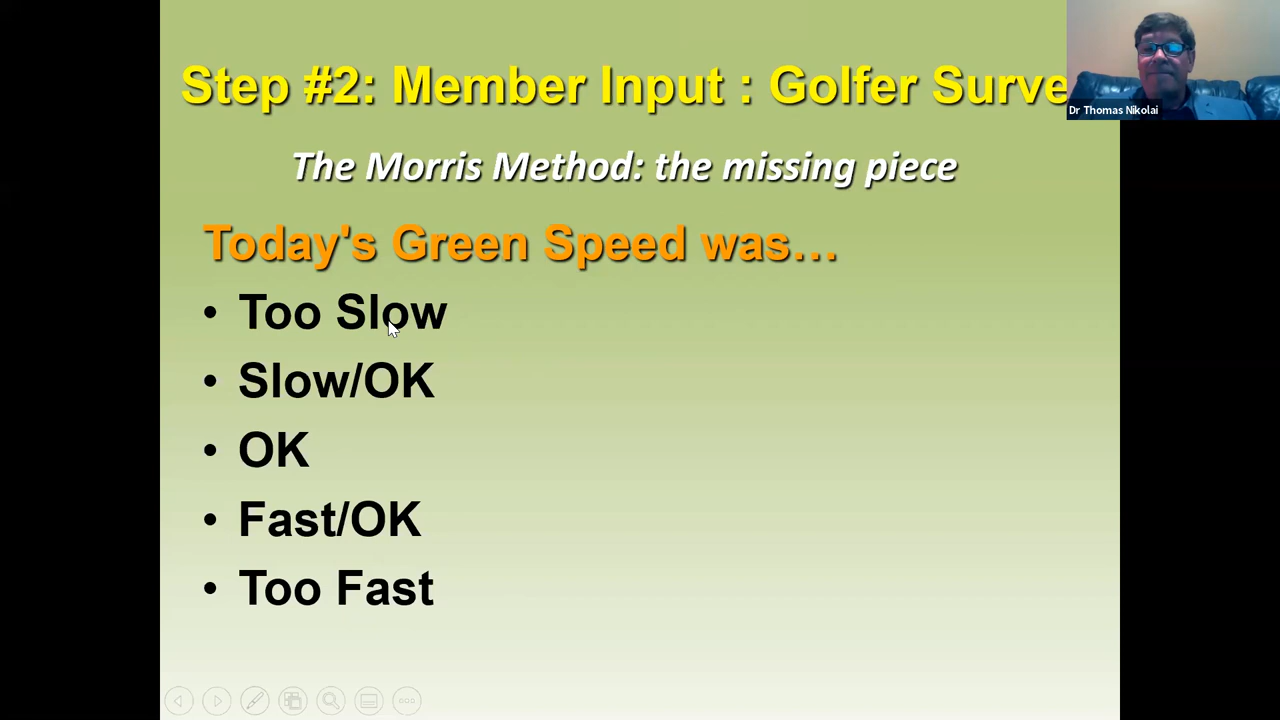 Step #2: Member Input : Golfer Surve
Dr Thomas Nikolai
The Morris Method: the missing piece
Today's Green Speed was…
• Too Slow
• Slow/OK
• OK
• Fast/OK
• Too Fast